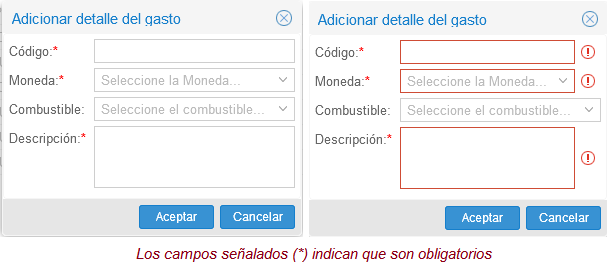 Adicionar detalle del gasto
Código:*
Moneda:* Seleccione la Moneda...
Combustible: Seleccione el combustible...
Descripción:*
Aceptar Cancelar
Adicionar detalle del gasto
Código:*
Moneda:* Seleccione la Moneda...
Combustible: Seleccione el combustible...
Descripción:*
Aceptar Cancelar
Los campos señalados (*) indican que son obligatorios